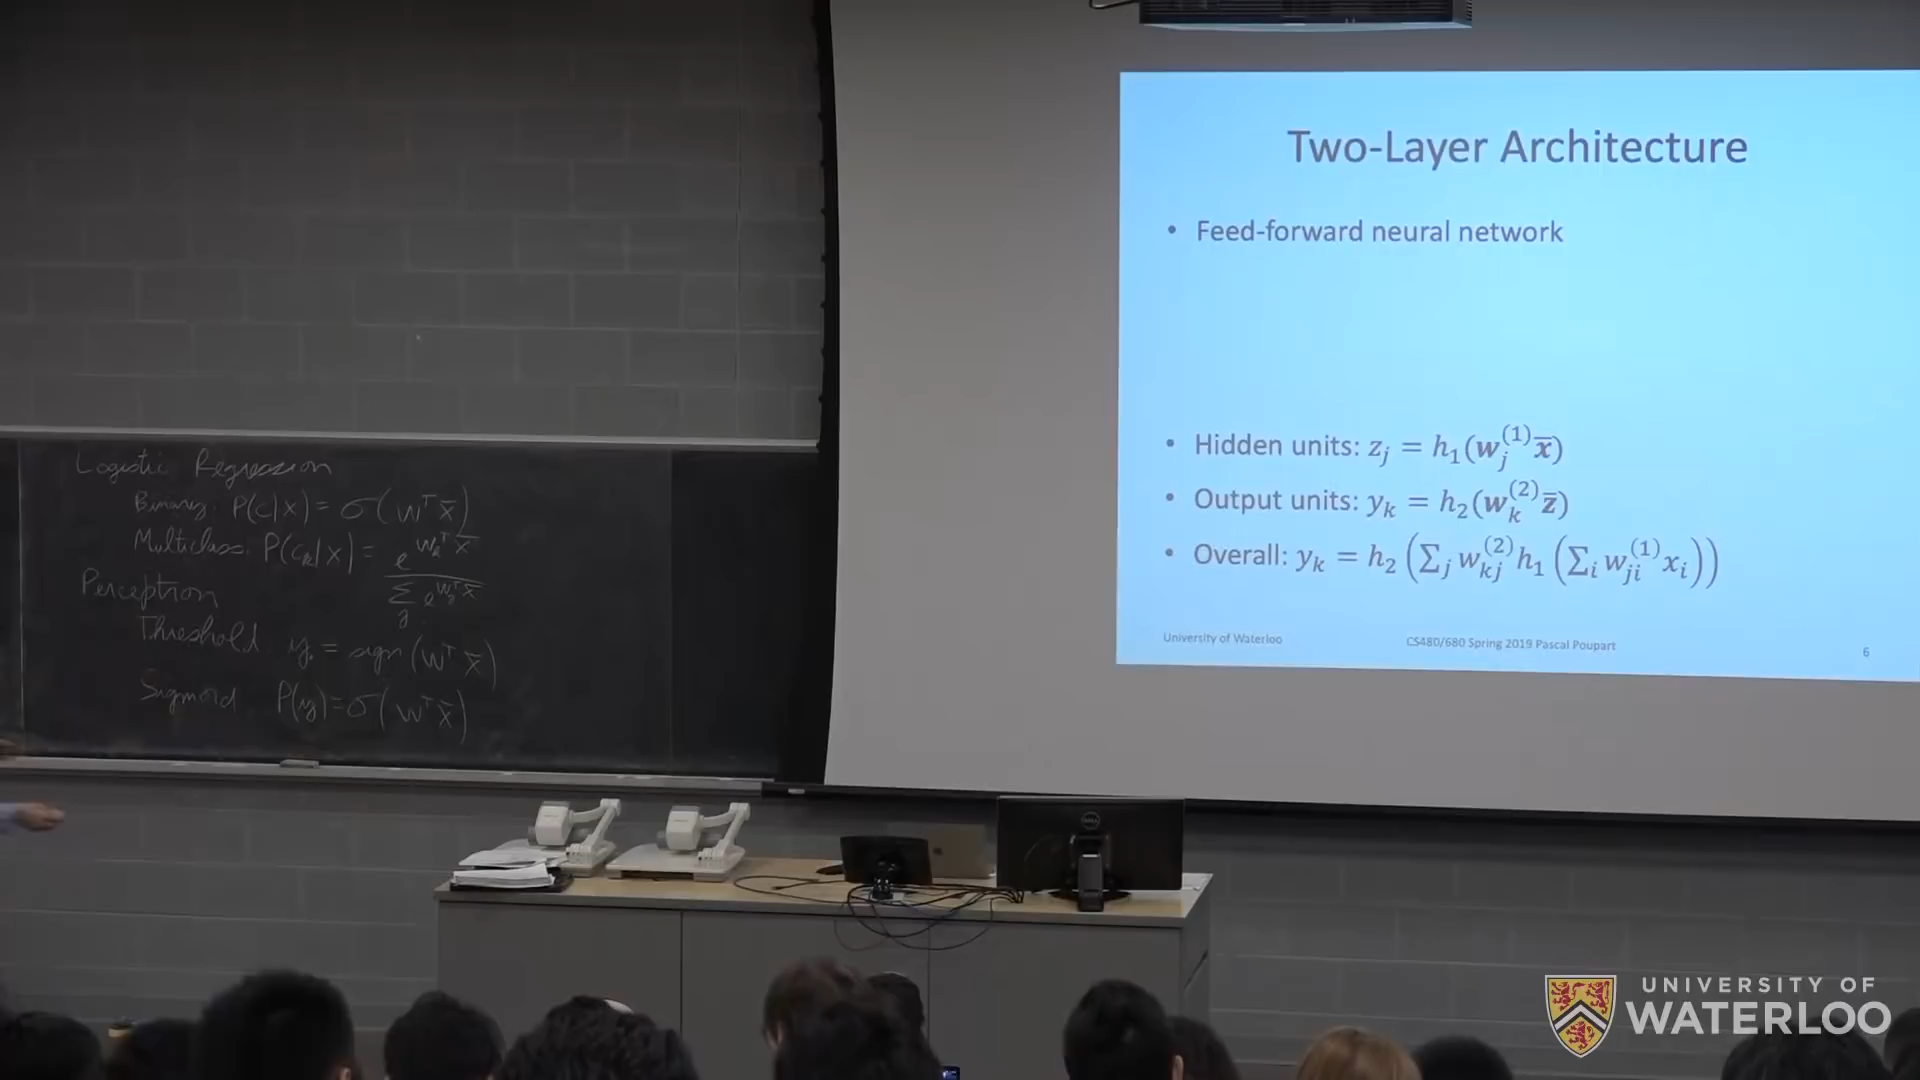 Logistic Regression
Binary: P(c|x) = σ(wᵀx̄)
Multiclass: P(cₖ|x) = e^{wₖᵀx̄} / Σⱼ e^{wⱼᵀx̄}
Perceptron
Threshold: y = sign(wᵀx̄)
Sigmoid P(y) = σ(wᵀx̄)
Two-Layer Architecture
• Feed-forward neural network
• Hidden units: zⱼ = h₁(wⱼ⁽¹⁾x̄)
• Output units: yₖ = h₂(wₖ⁽²⁾z̄)
• Overall: yₖ = h₂(Σⱼ wₖⱼ⁽²⁾h₁(Σᵢ wⱼᵢ⁽¹⁾xᵢ))
University of Waterloo
CS480/680 Spring 2019 Pascal Poupart
6
DELL
UNIVERSITY OF
WATERLOO